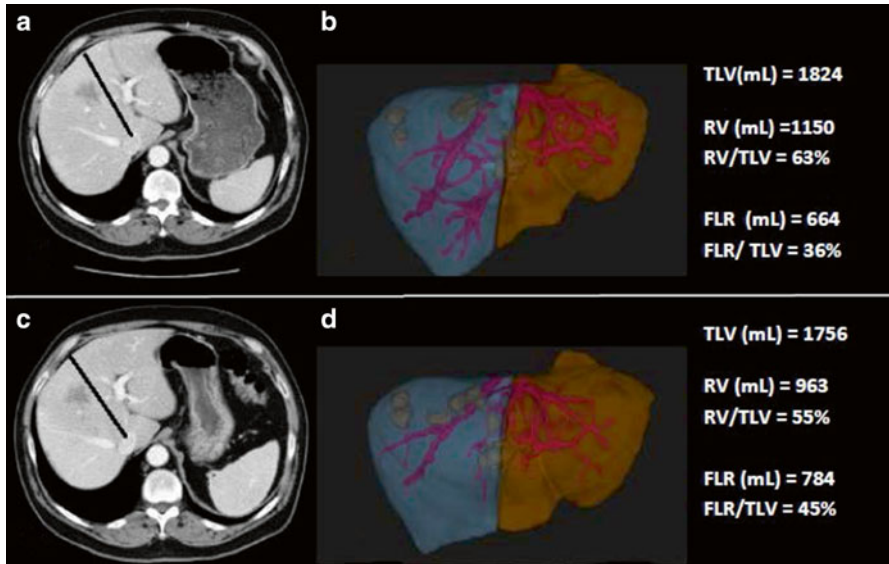 a
b
TLV(mL) = 1824
RV (mL) =1150
RV/TLV = 63%
FLR (mL) = 664
FLR/ TLV = 36%
c
d
TLV (mL) = 1756
RV (mL) = 963
RV/TLV = 55%
FLR (mL) = 784
FLR/TLV = 45%